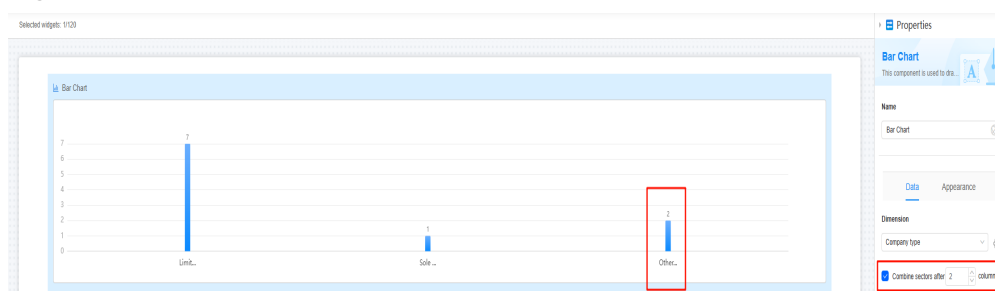 Selected widgets: 1/120
Properties
Bar Chart
This component is used to dra...
A
Name
Bar Chart
Data Appearance
Dimension
Company type
Combine sectors after 2 column
Bar Chart
7
6
5
4
3
2
1
0
7
1
2
Limit...
Sole ...
Other...